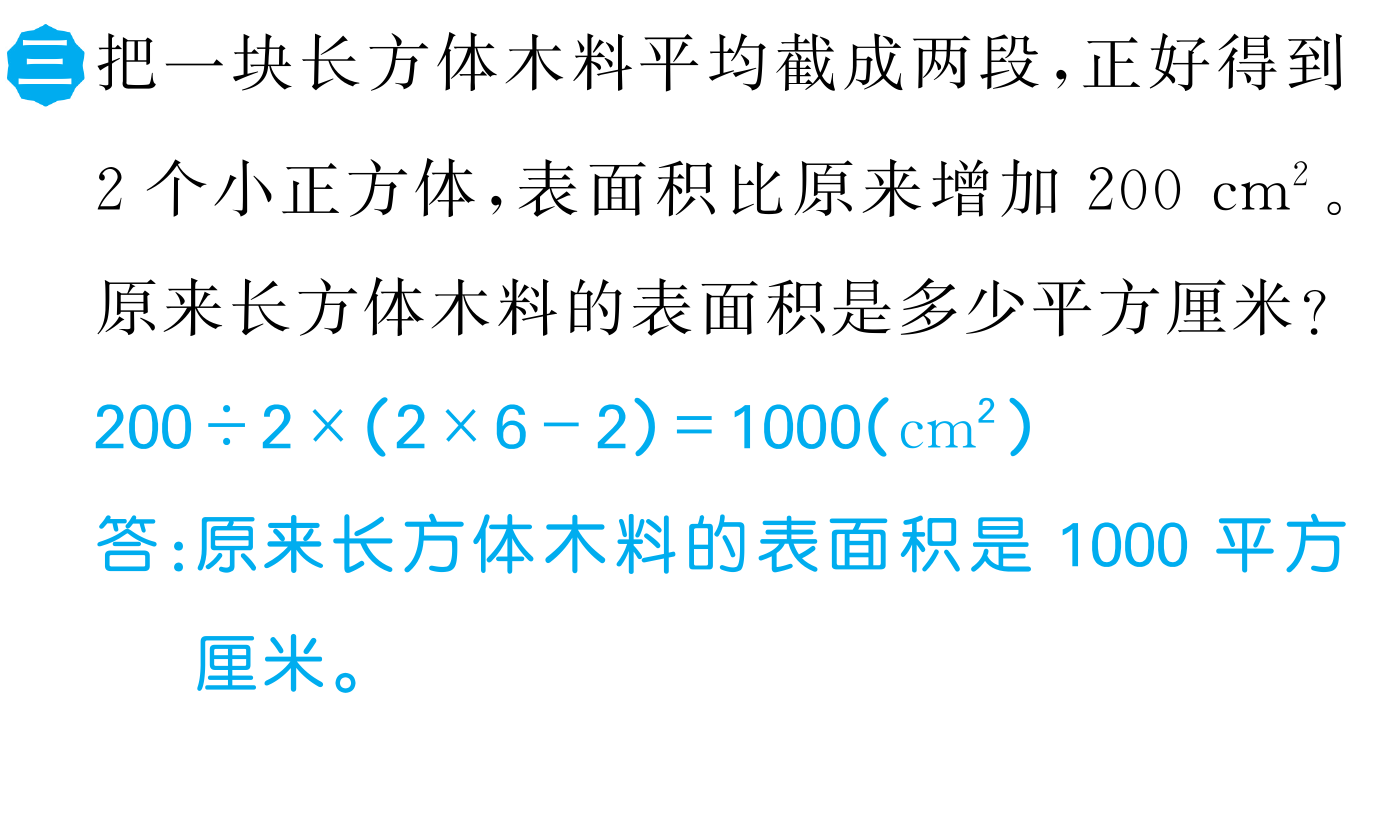 三 把一块长方体木料平均截成两段,正好得到
2个小正方体,表面积比原来增加 200 cm²。
原来长方体木料的表面积是多少平方厘米?
200÷2×(2×6－2)＝1000(cm²)
答:原来长方体木料的表面积是 1000 平方
厘米。